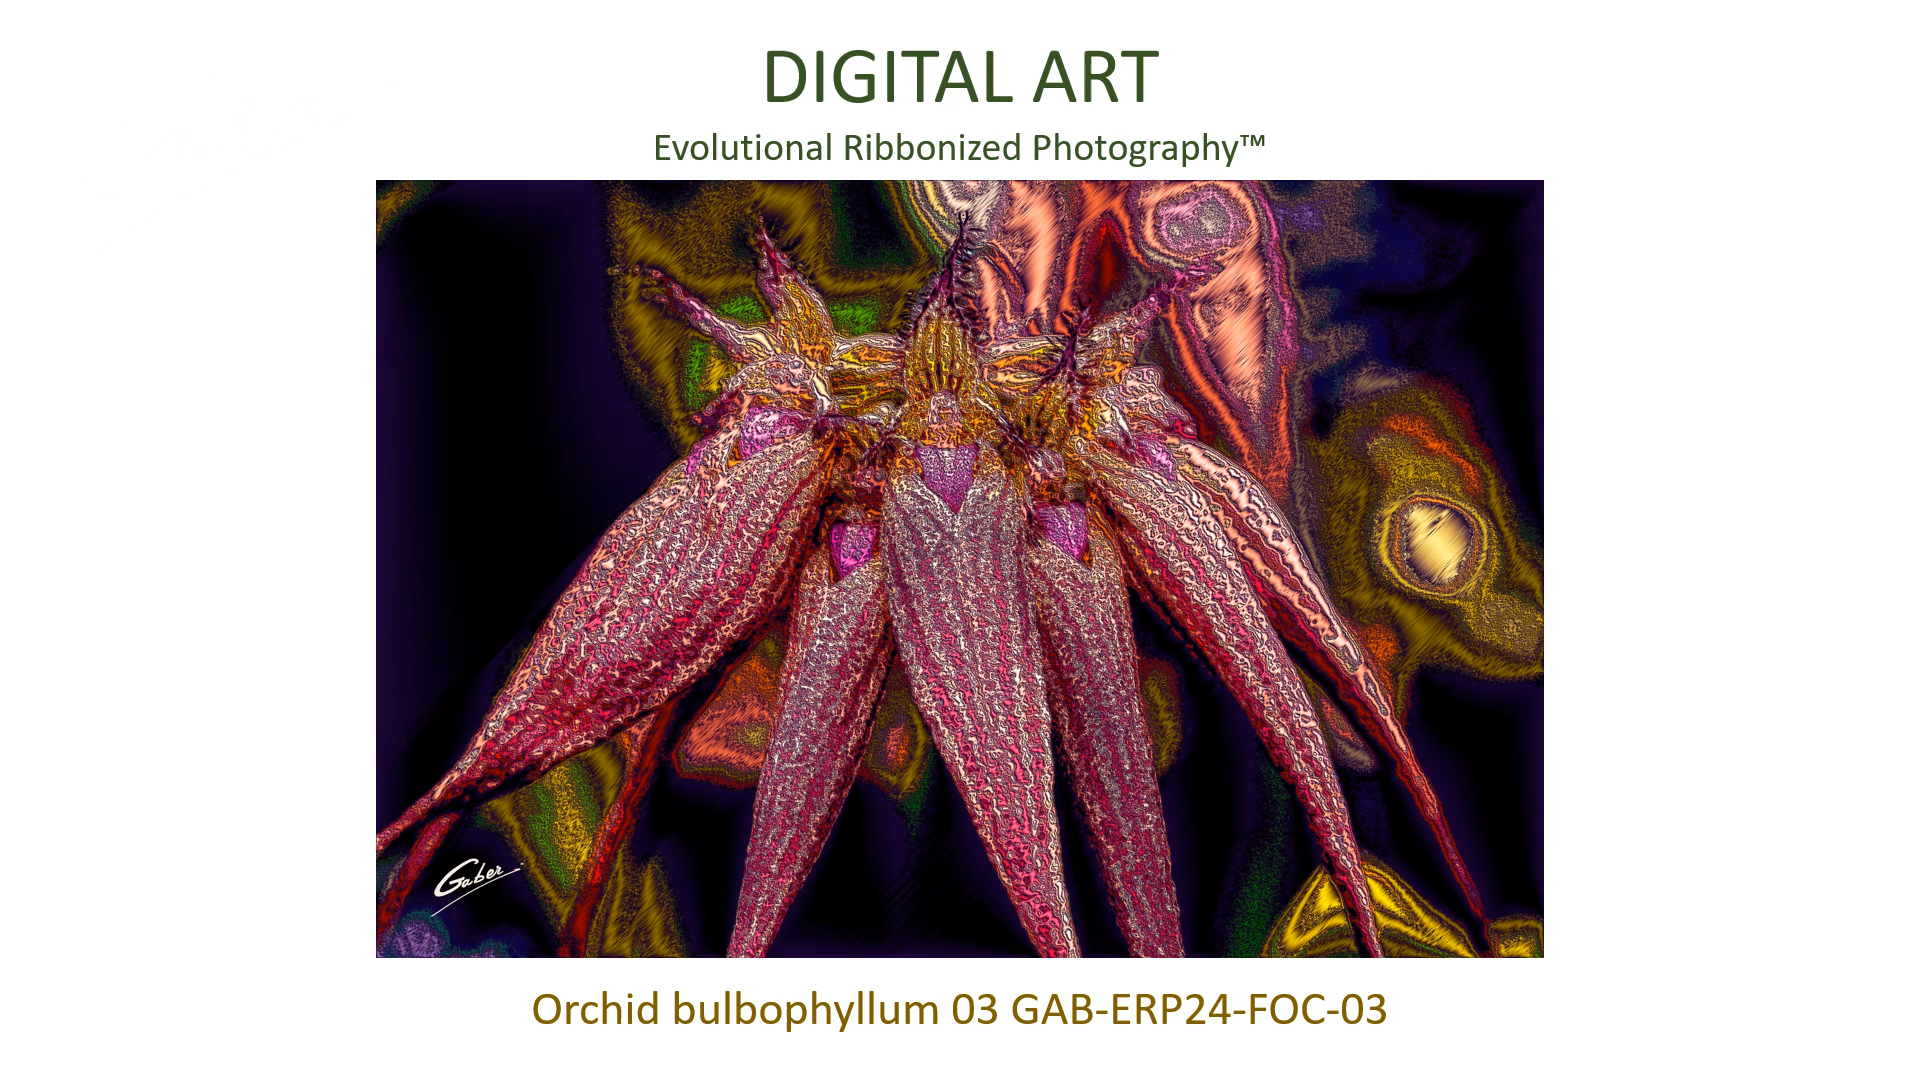 DIGITAL ART
Evolutional Ribbonized Photography™
Gaber
Orchid bulbophyllum 03 GAB-ERP24-FOC-03